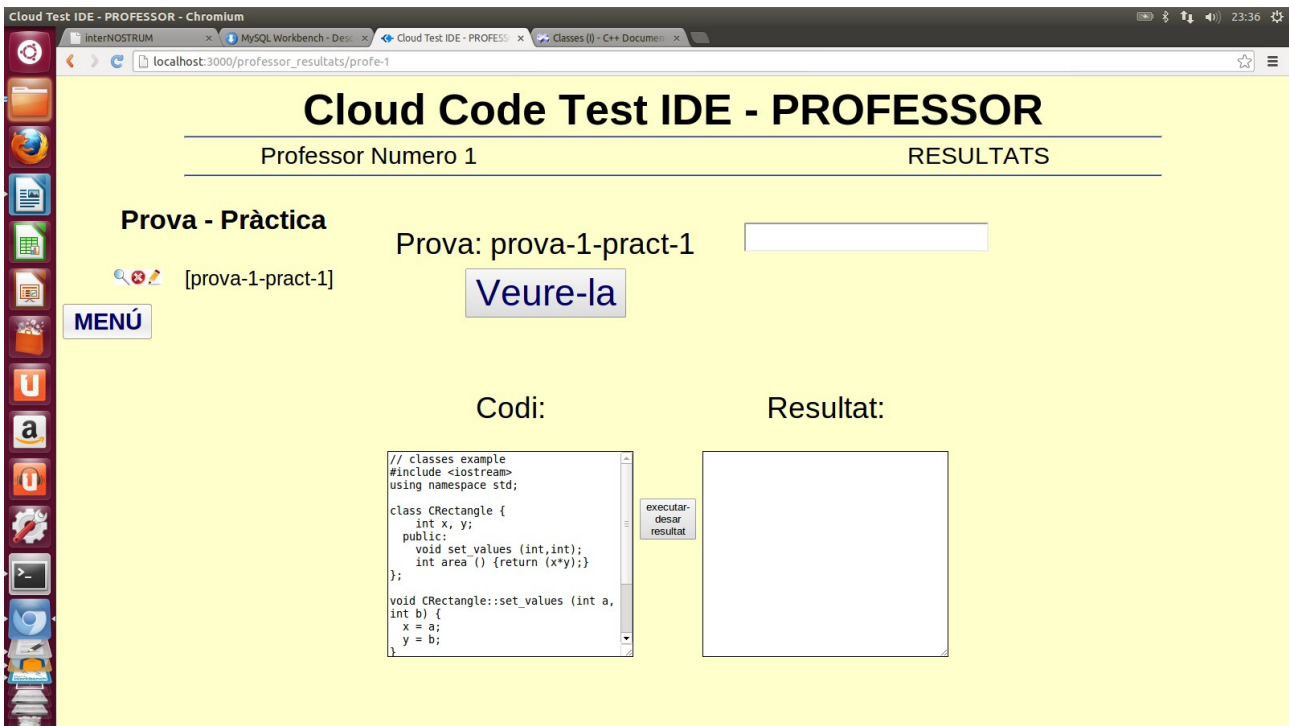 Cloud Test IDE - PROFESSOR - Chromium
23:36
interNOSTRUM
MySQL Workbench - Desc
Cloud Test IDE - PROFESS
Classes (I) - C++ Documen
localhost:3000/professor_resultats/profe-1
Cloud Code Test IDE - PROFESSOR
Professor Numero 1
RESULTATS
Prova - Pràctica
[prova-1-pract-1]
MENÚ
Prova: prova-1-pract-1
Veure-la
Codi:
Resultat:
// classes example
#include <iostream>
using namespace std;
class CRectangle {
int x, y;
public:
void set_values (int,int);
int area () {return (x*y);}
};
void CRectangle::set_values (int a,
int b) {
x = a;
y = b;
}
executar-
desar
resultat